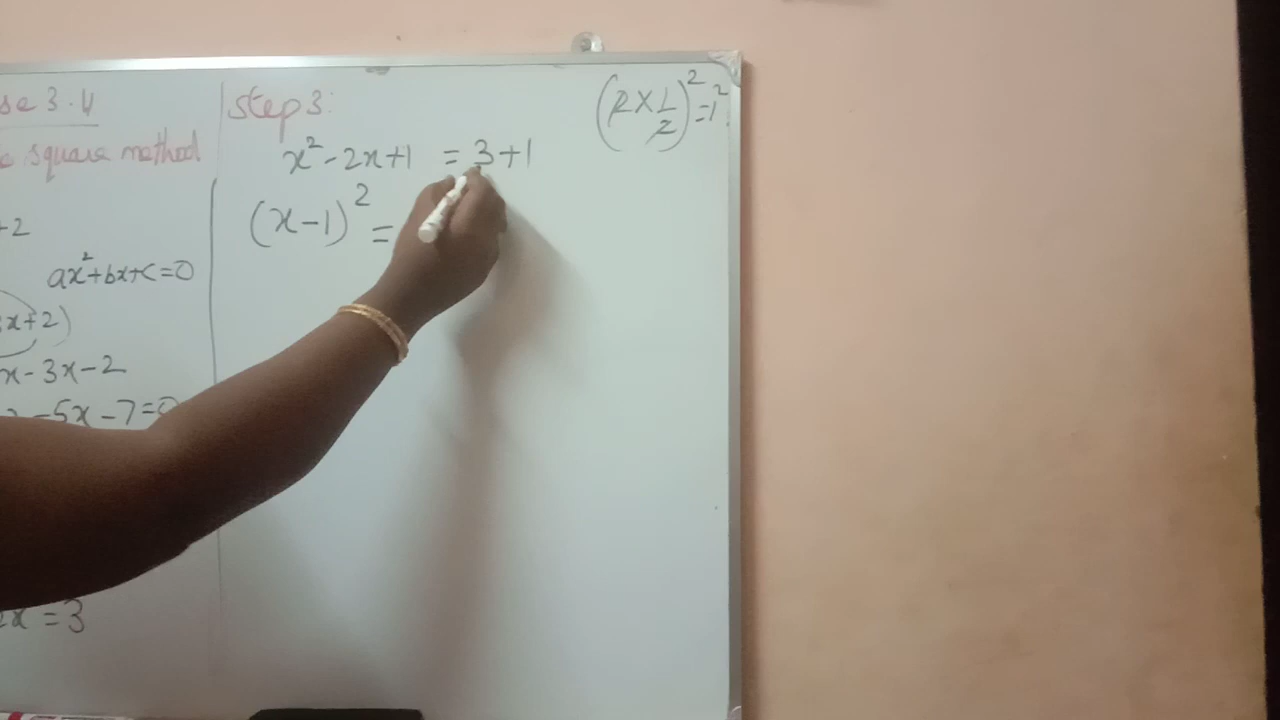 se 3.4
square method
+2
ax²+bx+c=0
x+2)
x-3x-2
-5x-7=0
x = 3
Step 3:
(2×1/2)²=1²
x²-2x+1 = 3+1
(x-1)² =